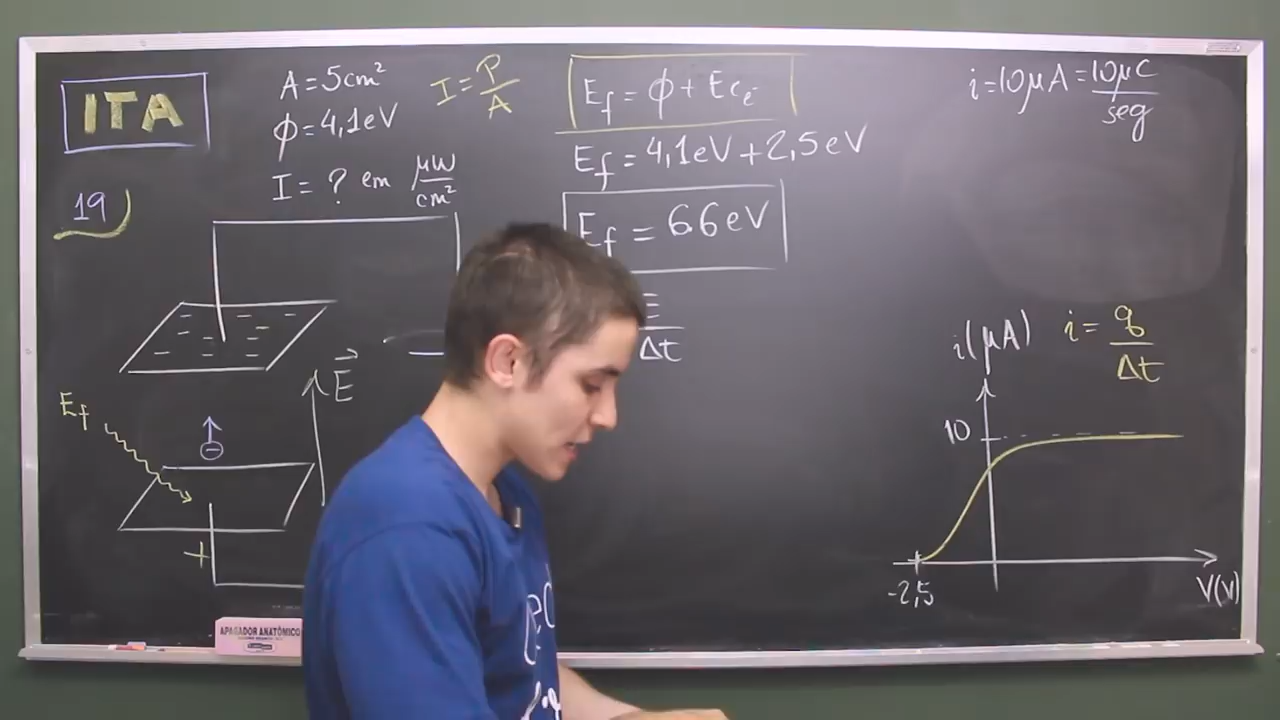 ITA
19
A = 5cm²
ϕ = 4,1eV
I = ? em μW/cm²
I = P/A
E_f = ϕ + Ec_e-
E_f = 4,1eV + 2,5eV
E_f = 6,6eV
E/Δt
i = 10μA = 10μC/seg
E_f
-
E
+
i(μA)
i = q/Δt
10
-2,5
V(V)
APAGADOR ANATÔMICO